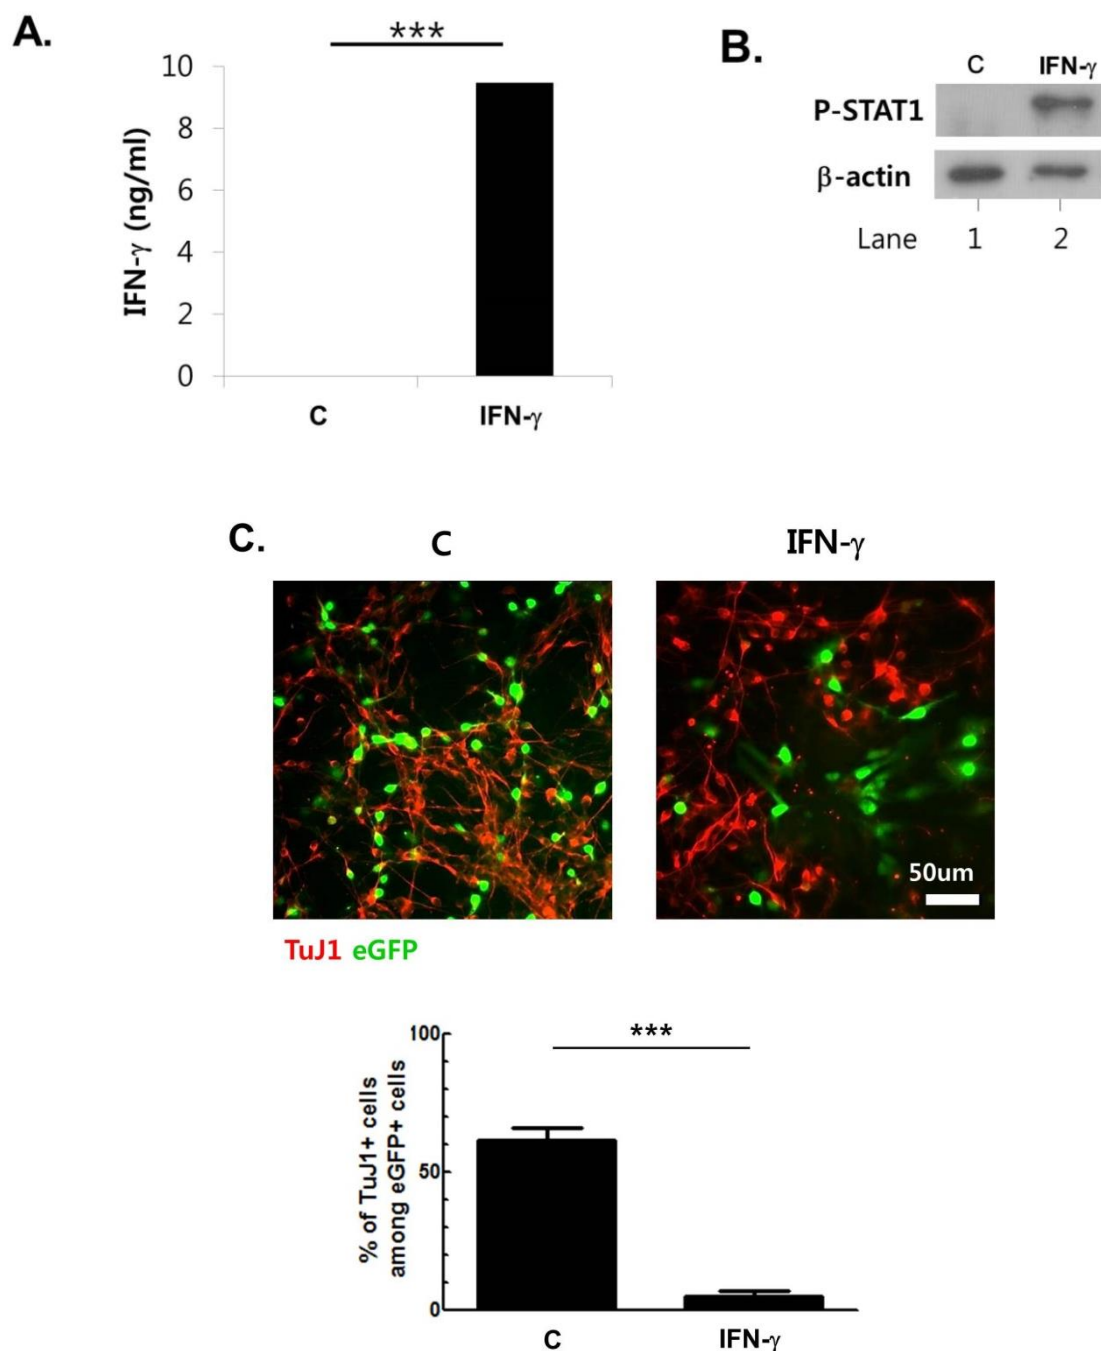 A.
***
10
8
6
4
2
0
IFN-γ (ng/ml)
C IFN-γ
B.
C IFN-γ
P-STAT1
β-actin
Lane 1 2
C.
C IFN-γ
50um
TuJ1 eGFP
***
100
50
0
% of TuJ1+ cells
among eGFP+ cells
C IFN-γ